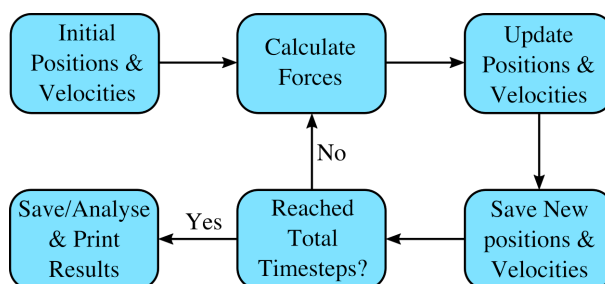 Initial
Positions &
Velocities
Calculate
Forces
Update
Positions &
Velocities
No
Save/Analyse
& Print
Results
Yes
Reached
Total
Timesteps?
Save New
positions &
Velocities